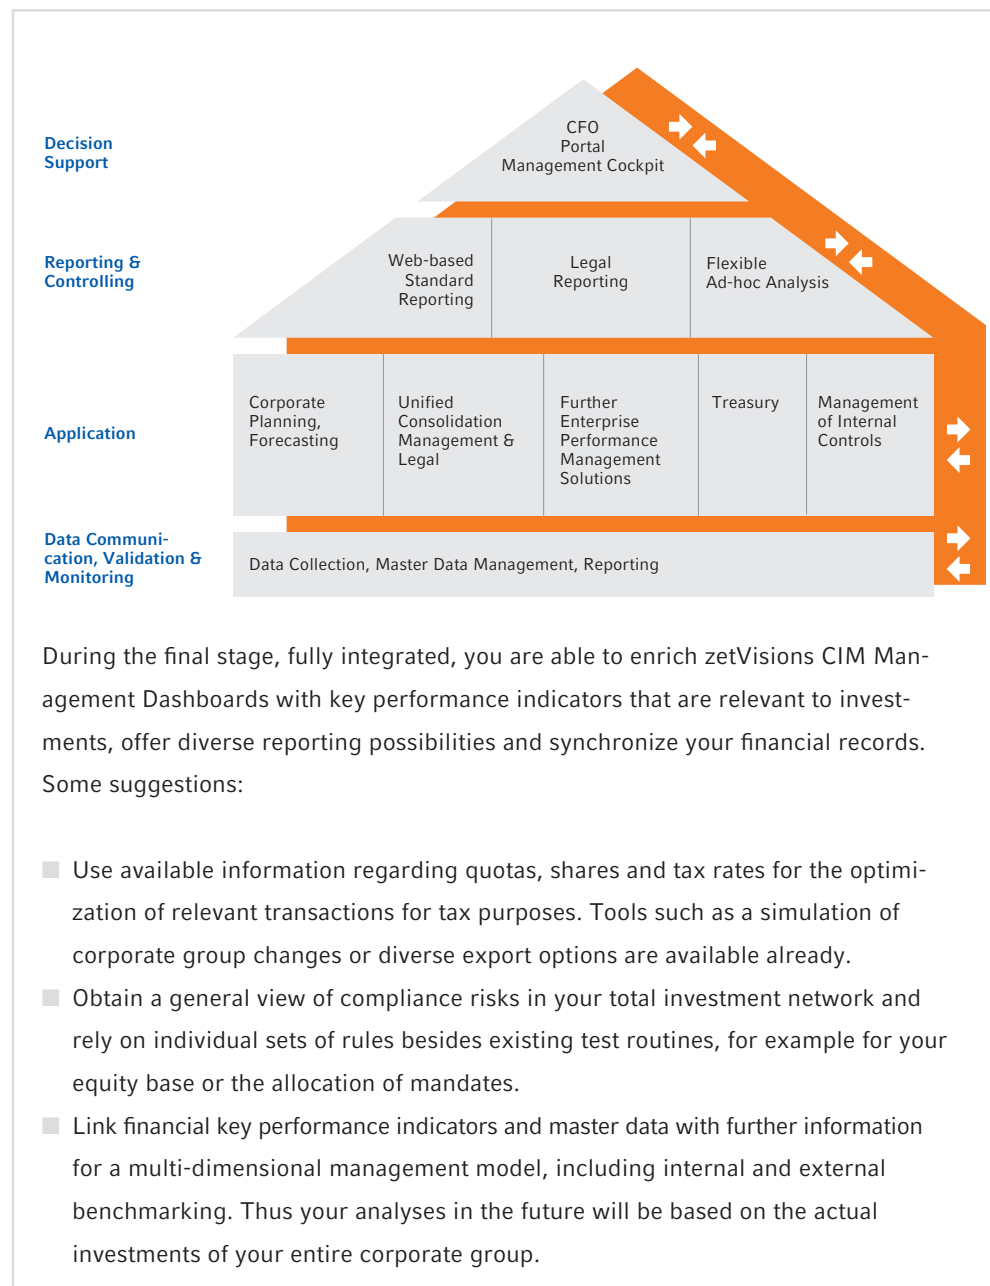 Decision
Support
CFO
Portal
Management Cockpit
Reporting &
Controlling
Web-based
Standard
Reporting
Legal
Reporting
Flexible
Ad-hoc Analysis
Application
Corporate
Planning,
Forecasting
Unified
Consolidation
Management &
Legal
Further
Enterprise
Performance
Management
Solutions
Treasury
Management
of Internal
Controls
Data Communi-
cation, Validation &
Monitoring
Data Collection, Master Data Management, Reporting
During the final stage, fully integrated, you are able to enrich zetVisions CIM Man-
agement Dashboards with key performance indicators that are relevant to invest-
ments, offer diverse reporting possibilities and synchronize your financial records.
Some suggestions:
Use available information regarding quotas, shares and tax rates for the optimi-
zation of relevant transactions for tax purposes. Tools such as a simulation of
corporate group changes or diverse export options are available already.
Obtain a general view of compliance risks in your total investment network and
rely on individual sets of rules besides existing test routines, for example for your
equity base or the allocation of mandates.
Link financial key performance indicators and master data with further information
for a multi-dimensional management model, including internal and external
benchmarking. Thus your analyses in the future will be based on the actual
investments of your entire corporate group.